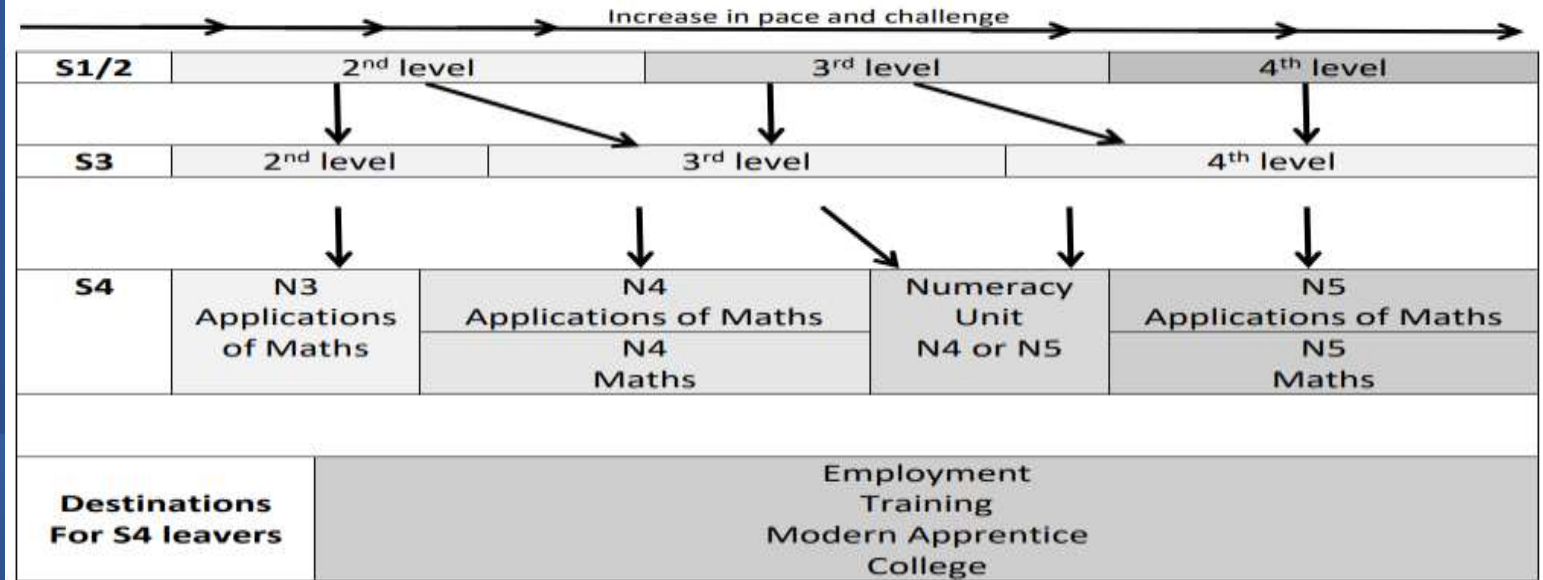 Increase in pace and challenge
S1/2 2nd level 3rd level 4th level
S3 2nd level 3rd level 4th level
S4
N3
Applications
of Maths
N4
Applications of Maths
N4
Maths
Numeracy
Unit
N4 or N5
N5
Applications of Maths
N5
Maths
Destinations
For S4 leavers
Employment
Training
Modern Apprentice
College